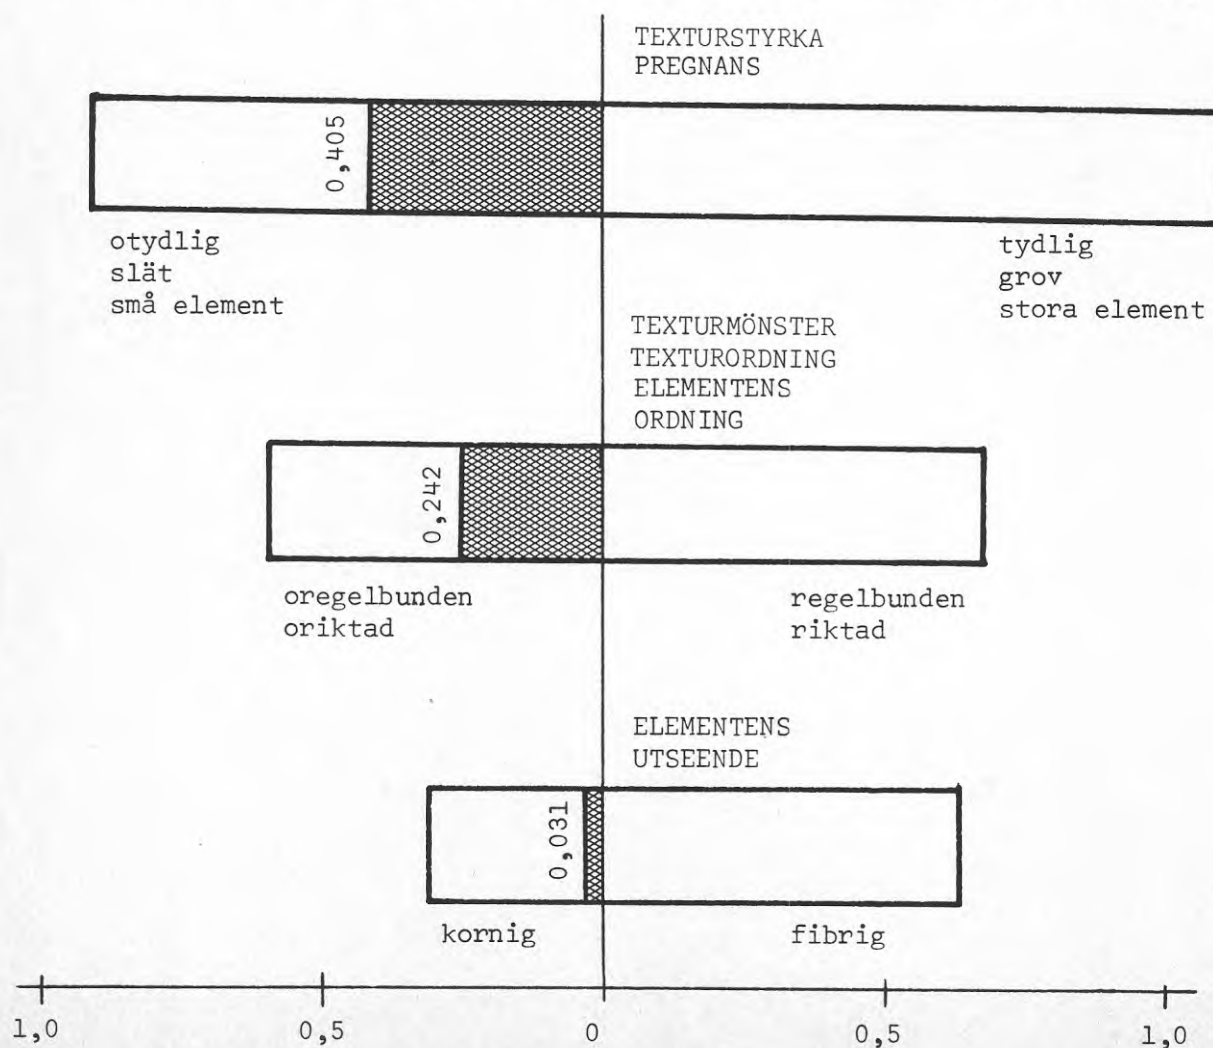 TEXTURSTYRKA
PREGNANS
0,405
otydlig
slät
små element
tydlig
grov
stora element
TEXTURMÖNSTER
TEXTURORDNING
ELEMENTENS
ORDNING
0,242
oregelbunden
oriktad
regelbunden
riktad
ELEMENTENS
UTSEENDE
0,031
kornig
fibrig
1,0
0,5
0
0,5
1,0